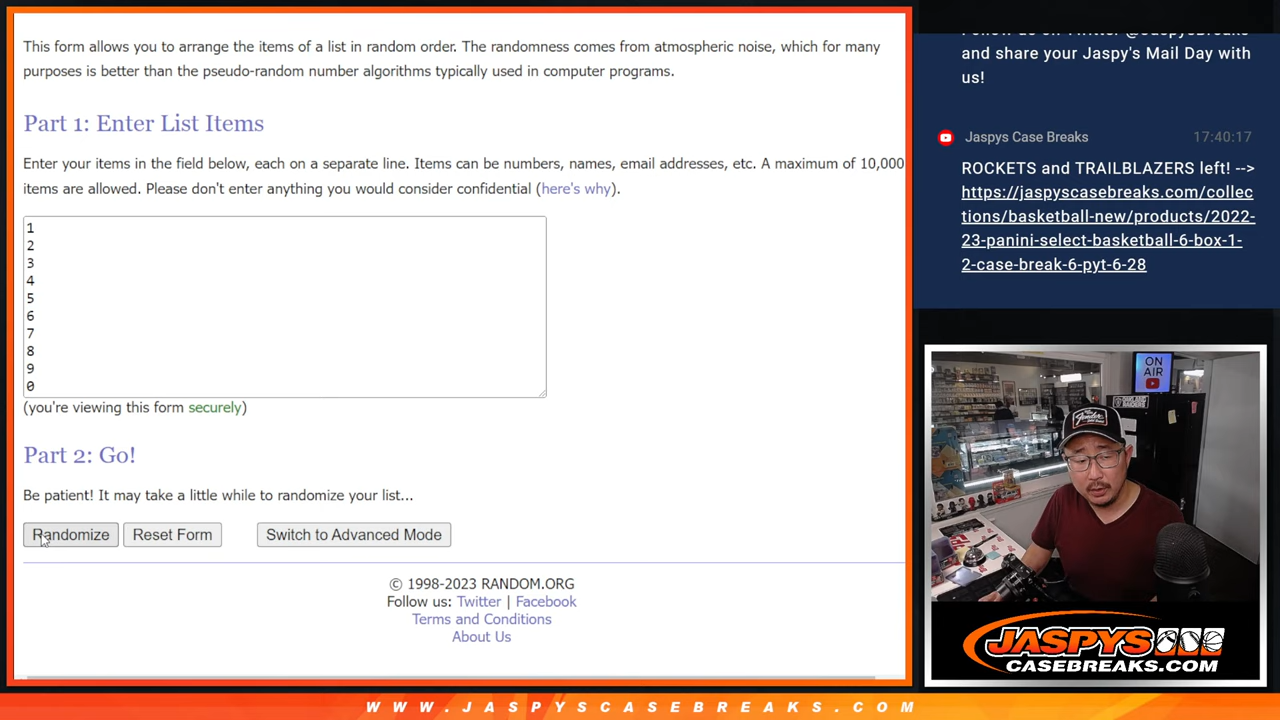 This form allows you to arrange the items of a list in random order. The randomness comes from atmospheric noise, which for many
purposes is better than the pseudo-random number algorithms typically used in computer programs.
Part 1: Enter List Items
Enter your items in the field below, each on a separate line. Items can be numbers, names, email addresses, etc. A maximum of 10,000
items are allowed. Please don't enter anything you would consider confidential (here's why).
1
2
3
4
5
6
7
8
9
0
(you're viewing this form securely)
Part 2: Go!
Be patient! It may take a little while to randomize your list...
Randomize Reset Form Switch to Advanced Mode
© 1998-2023 RANDOM.ORG
Follow us: Twitter | Facebook
Terms and Conditions
About Us
Follow us on Twitter @JaspysBreaks
and share your Jaspy's Mail Day with
us!
Jaspys Case Breaks 17:40:17
ROCKETS and TRAILBLAZERS left! -->
https://jaspyscasebreaks.com/collec
tions/basketball-new/products/2022-
23-panini-select-basketball-6-box-1-
2-case-break-6-pyt-6-28
ON
AIR
Fender
JASPYS
CASEBREAKS.COM
WWW.JASPYSCASEBREAKS.COM